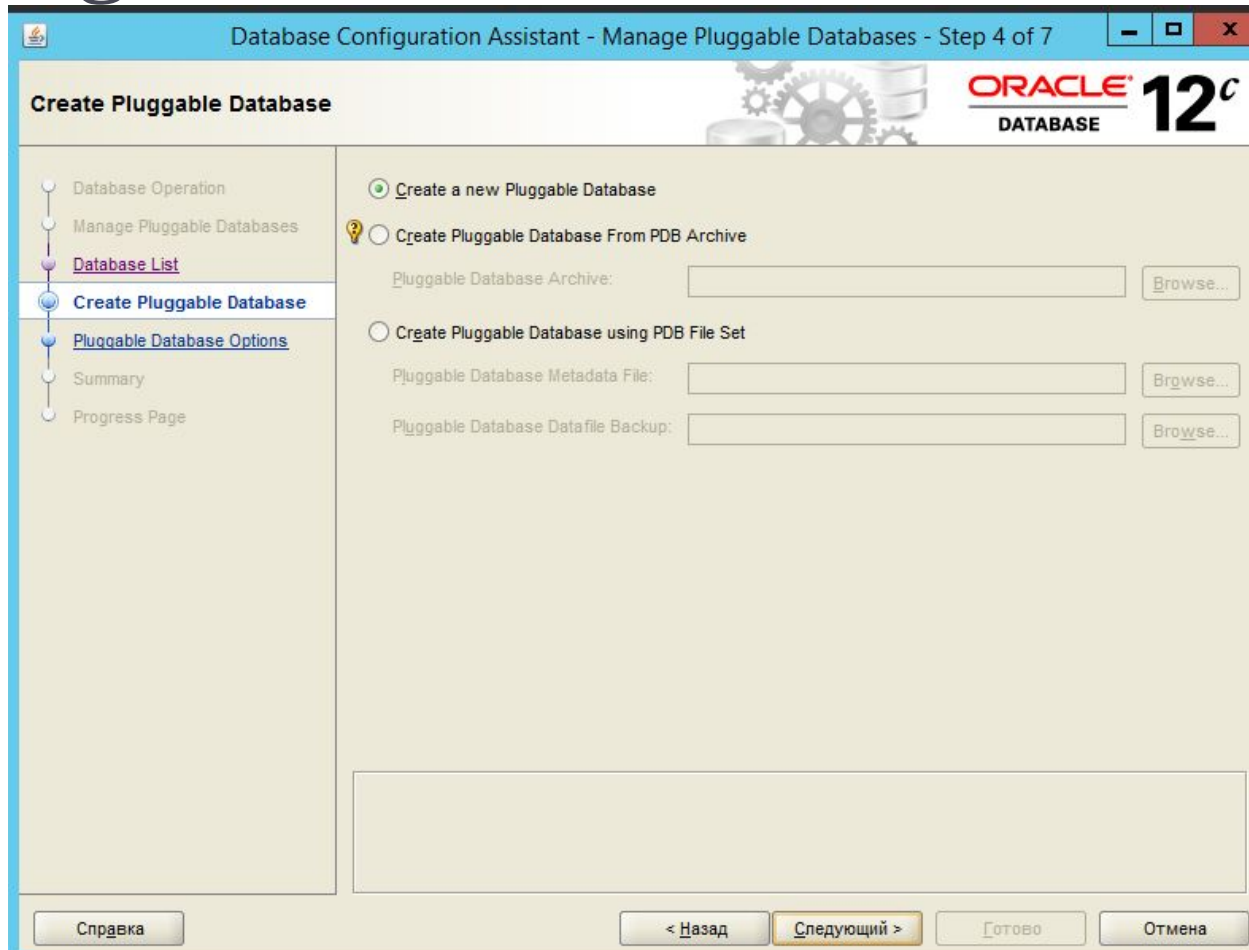 Database Configuration Assistant - Manage Pluggable Databases - Step 4 of 7
Create Pluggable Database
ORACLE DATABASE 12c
Database Operation
Manage Pluggable Databases
Database List
Create Pluggable Database
Pluggable Database Options
Summary
Progress Page
Create a new Pluggable Database
Create Pluggable Database From PDB Archive
Pluggable Database Archive:
Browse...
Create Pluggable Database using PDB File Set
Pluggable Database Metadata File:
Browse...
Pluggable Database Datafile Backup:
Browse...
Справка
< Назад
Следующий >
Готово
Отмена